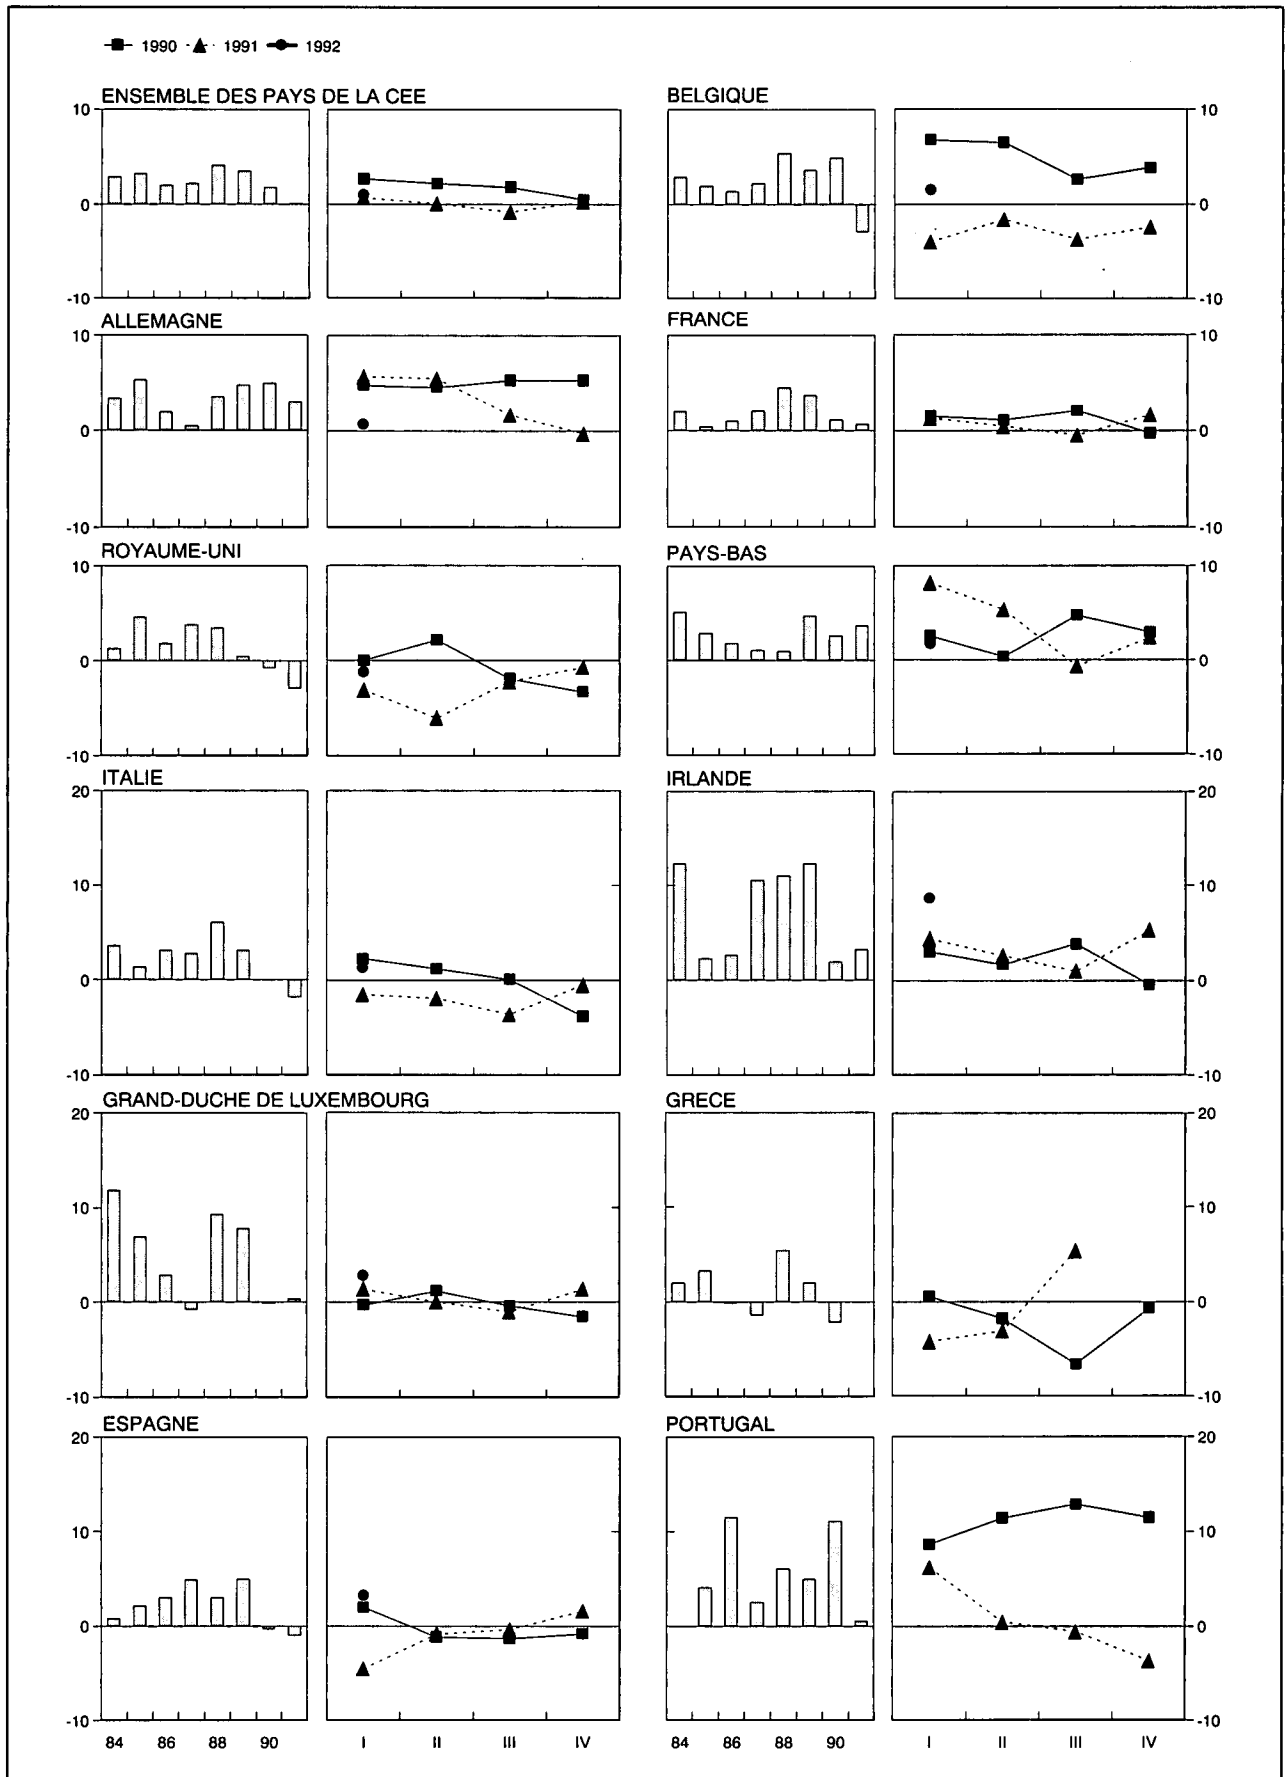 1990 1991 1992
ENSEMBLE DES PAYS DE LA CEE
10
0
-10
BELGIQUE
10
0
-10
ALLEMAGNE
10
0
-10
FRANCE
10
0
-10
ROYAUME-UNI
10
0
-10
PAYS-BAS
10
0
-10
ITALIE
20
10
0
-10
IRLANDE
20
10
0
-10
GRAND-DUCHE DE LUXEMBOURG
20
10
0
-10
GRECE
20
10
0
-10
ESPAGNE
20
10
0
-10
84 86 88 90 I II III IV
PORTUGAL
20
10
0
-10
84 86 88 90 I II III IV